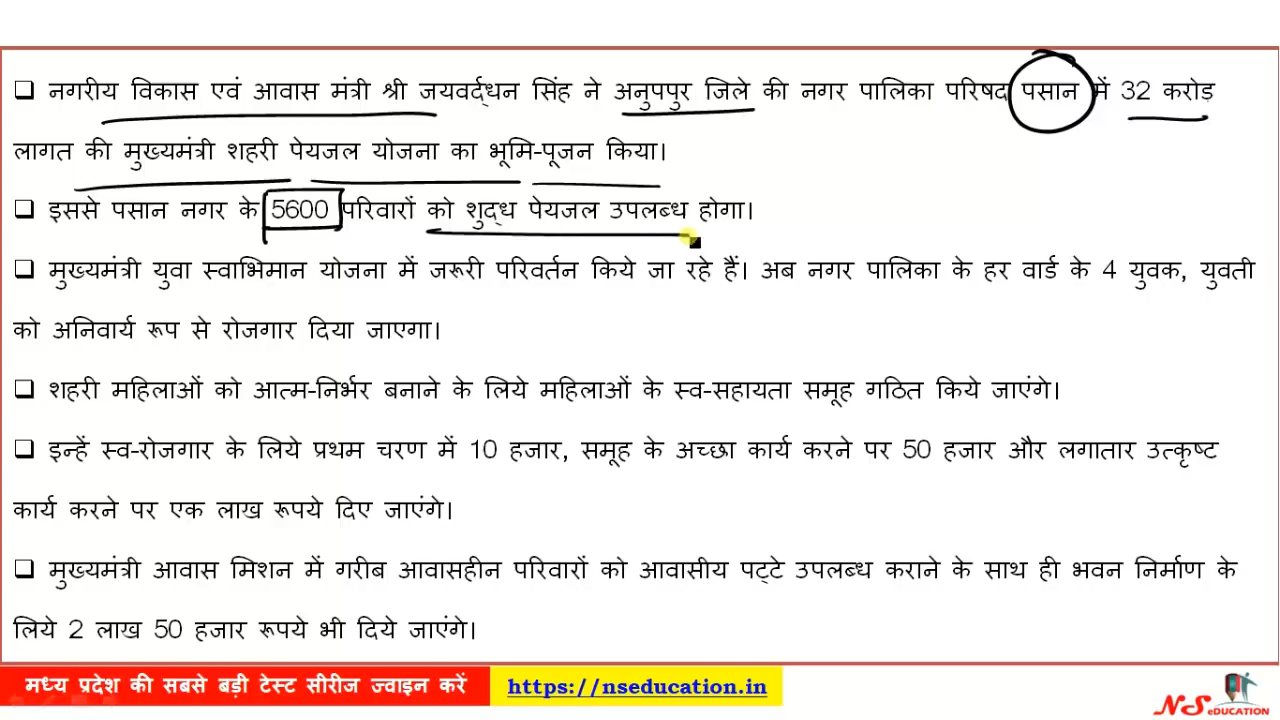 ❑ नगरीय विकास एवं आवास मंत्री श्री जयवर्द्धन सिंह ने अनुपपुर जिले की नगर पालिका परिषद पसान में 32 करोड़
लागत की मुख्यमंत्री शहरी पेयजल योजना का भूमि-पूजन किया।
❑ इससे पसान नगर के 5600 परिवारों को शुद्ध पेयजल उपलब्ध होगा।
❑ मुख्यमंत्री युवा स्वाभिमान योजना में जरूरी परिवर्तन किये जा रहे हैं। अब नगर पालिका के हर वार्ड के 4 युवक, युवती
को अनिवार्य रूप से रोजगार दिया जाएगा।
❑ शहरी महिलाओं को आत्म-निर्भर बनाने के लिये महिलाओं के स्व-सहायता समूह गठित किये जाएंगे।
❑ इन्हें स्व-रोजगार के लिये प्रथम चरण में 10 हजार, समूह के अच्छा कार्य करने पर 50 हजार और लगातार उत्कृष्ट
कार्य करने पर एक लाख रूपये दिए जाएंगे।
❑ मुख्यमंत्री आवास मिशन में गरीब आवासहीन परिवारों को आवासीय पट्टे उपलब्ध कराने के साथ ही भवन निर्माण के
लिये 2 लाख 50 हजार रूपये भी दिये जाएंगे।
मध्य प्रदेश की सबसे बड़ी टेस्ट सीरीज ज्वाइन करें
https://nseducation.in
NS eDUCATION